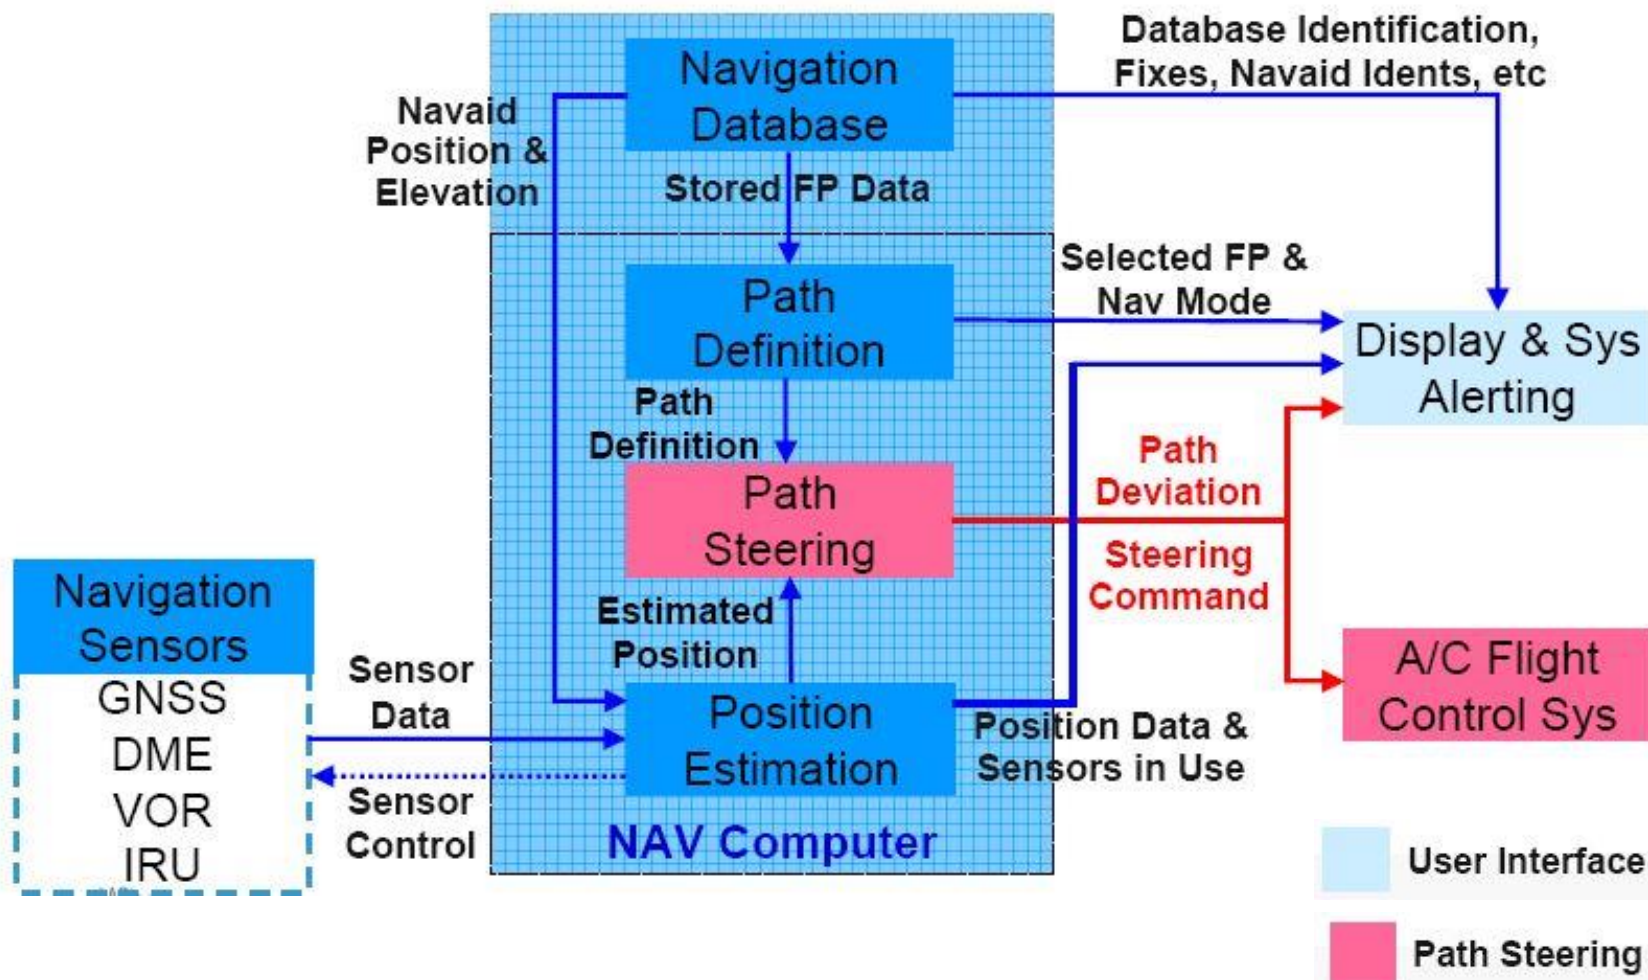 Database Identification,
Fixes, Navaid Idents, etc
Navigation
Database
Navaid
Position &
Elevation
Stored FP Data
Path
Definition
Selected FP &
Nav Mode
Display & Sys
Alerting
Path
Definition
Path
Steering
Path
Deviation
Steering
Command
Navigation
Sensors
GNSS
DME
VOR
IRU
Sensor
Data
Sensor
Control
Estimated
Position
Position
Estimation
Position Data &
Sensors in Use
A/C Flight
Control Sys
NAV Computer
User Interface
Path Steering